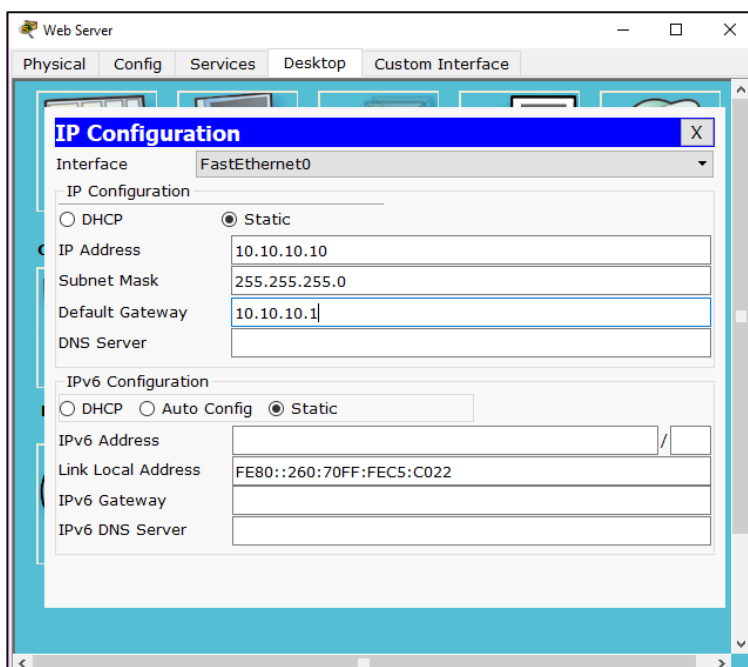 Web Server
Physical Config Services Desktop Custom Interface
IP Configuration X
Interface FastEthernet0
IP Configuration
DHCP Static
IP Address 10.10.10.10
Subnet Mask 255.255.255.0
Default Gateway 10.10.10.1
DNS Server
IPv6 Configuration
DHCP Auto Config Static
IPv6 Address /
Link Local Address FE80::260:70FF:FEC5:C022
IPv6 Gateway
IPv6 DNS Server